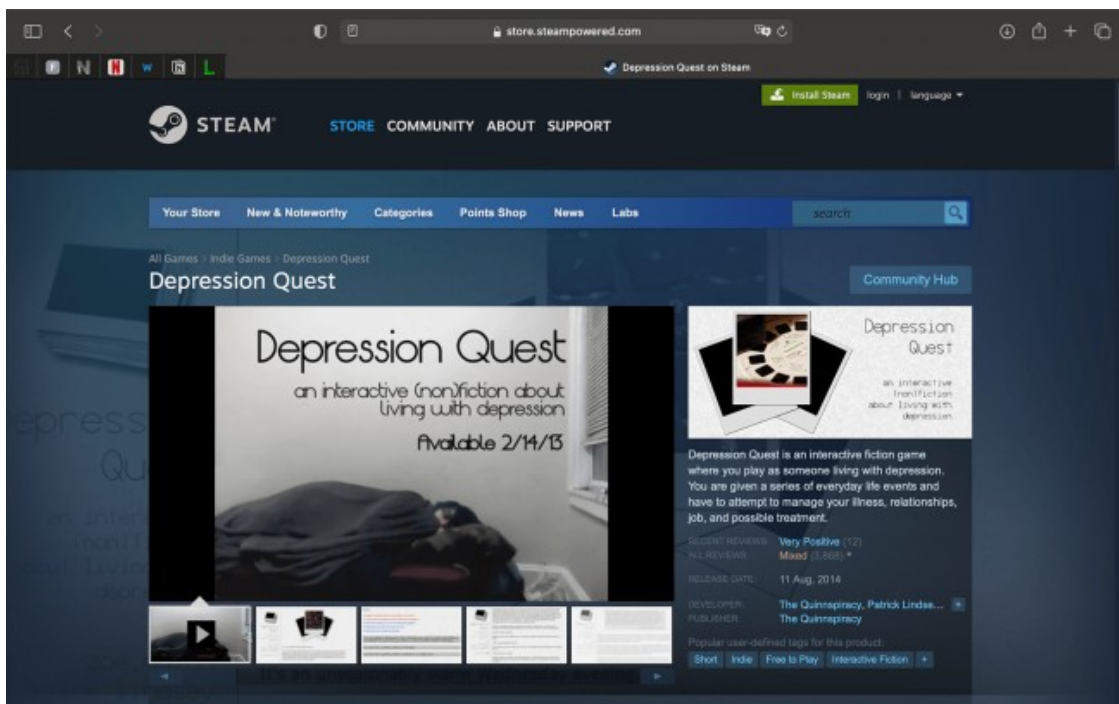 store.steampowered.com
Depression Quest on Steam
Install Steam login | language
STEAM®
STORE COMMUNITY ABOUT SUPPORT
Your Store New & Noteworthy Categories Points Shop News Labs search
All Games > Indie Games > Depression Quest
Depression Quest
Community Hub
Depression Quest
an interactive (non)fiction about
living with depression
Available 2/14/13
Depression
Quest
an interactive
(non)fiction
about living with
depression
Depression Quest is an interactive fiction game
where you play as someone living with depression.
You are given a series of everyday life events and
have to attempt to manage your illness, relationships,
job, and possible treatment.
RECENT REVIEWS: Very Positive (12)
ALL REVIEWS: Mixed (3,868) *
RELEASE DATE: 11 Aug, 2014
DEVELOPER: The Quinnspiracy, Patrick Lindse... +
PUBLISHER: The Quinnspiracy
Popular user-defined tags for this product:
Short Indie Free to Play Interactive Fiction +